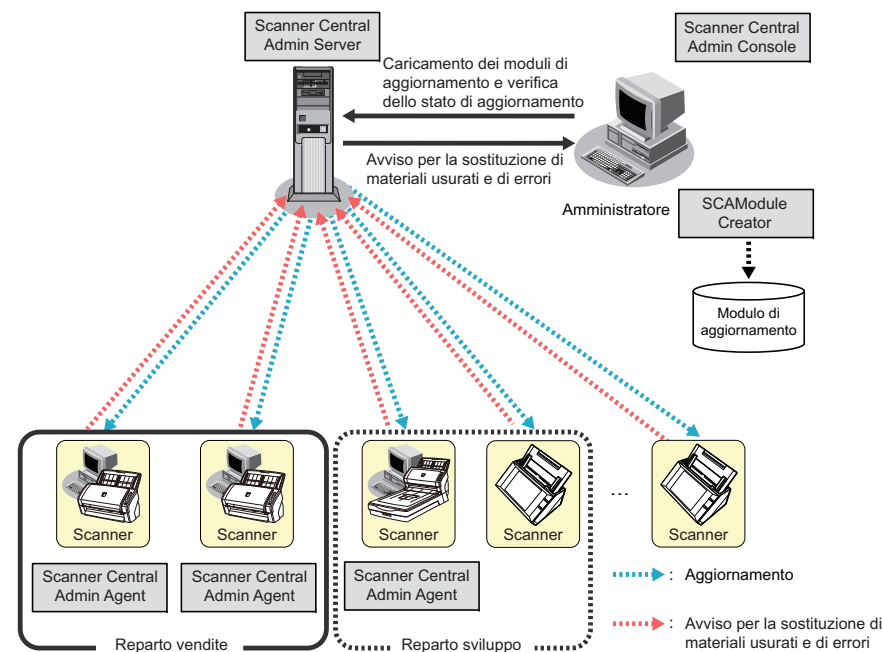 Scanner Central
Admin Server
Scanner Central
Admin Console
Caricamento dei moduli di
aggiornamento e verifica
dello stato di aggiornamento
Avviso per la sostituzione di
materiali usurati e di errori
Amministratore
SCAModule
Creator
Modulo di
aggiornamento
Scanner
Scanner
Scanner
Scanner
...
Scanner
Scanner Central
Admin Agent
Scanner Central
Admin Agent
Scanner Central
Admin Agent
Reparto vendite
Reparto sviluppo
: Aggiornamento
: Avviso per la sostituzione di
materiali usurati e di errori